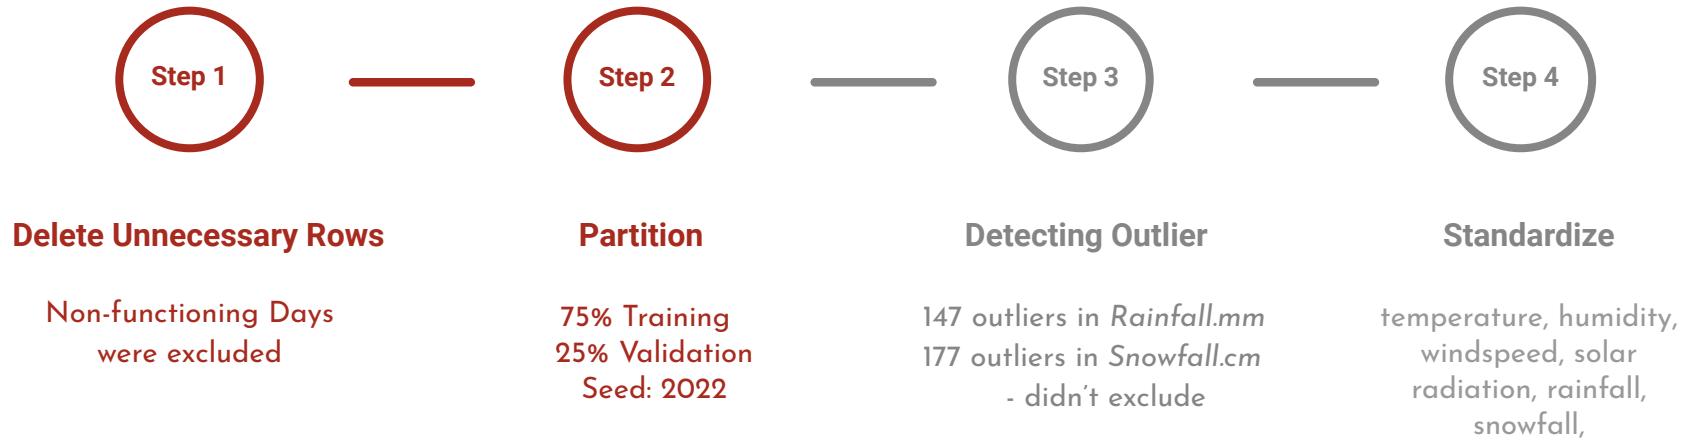 Step 1
Step 2
Step 3
Step 4
Delete Unnecessary Rows
Partition
Detecting Outlier
Standardize
Non-functioning Days
were excluded
75% Training
25% Validation
Seed: 2022
147 outliers in Rainfall.mm
177 outliers in Snowfall.cm
- didn't exclude
temperature, humidity,
windspeed, solar
radiation, rainfall,
snowfall,